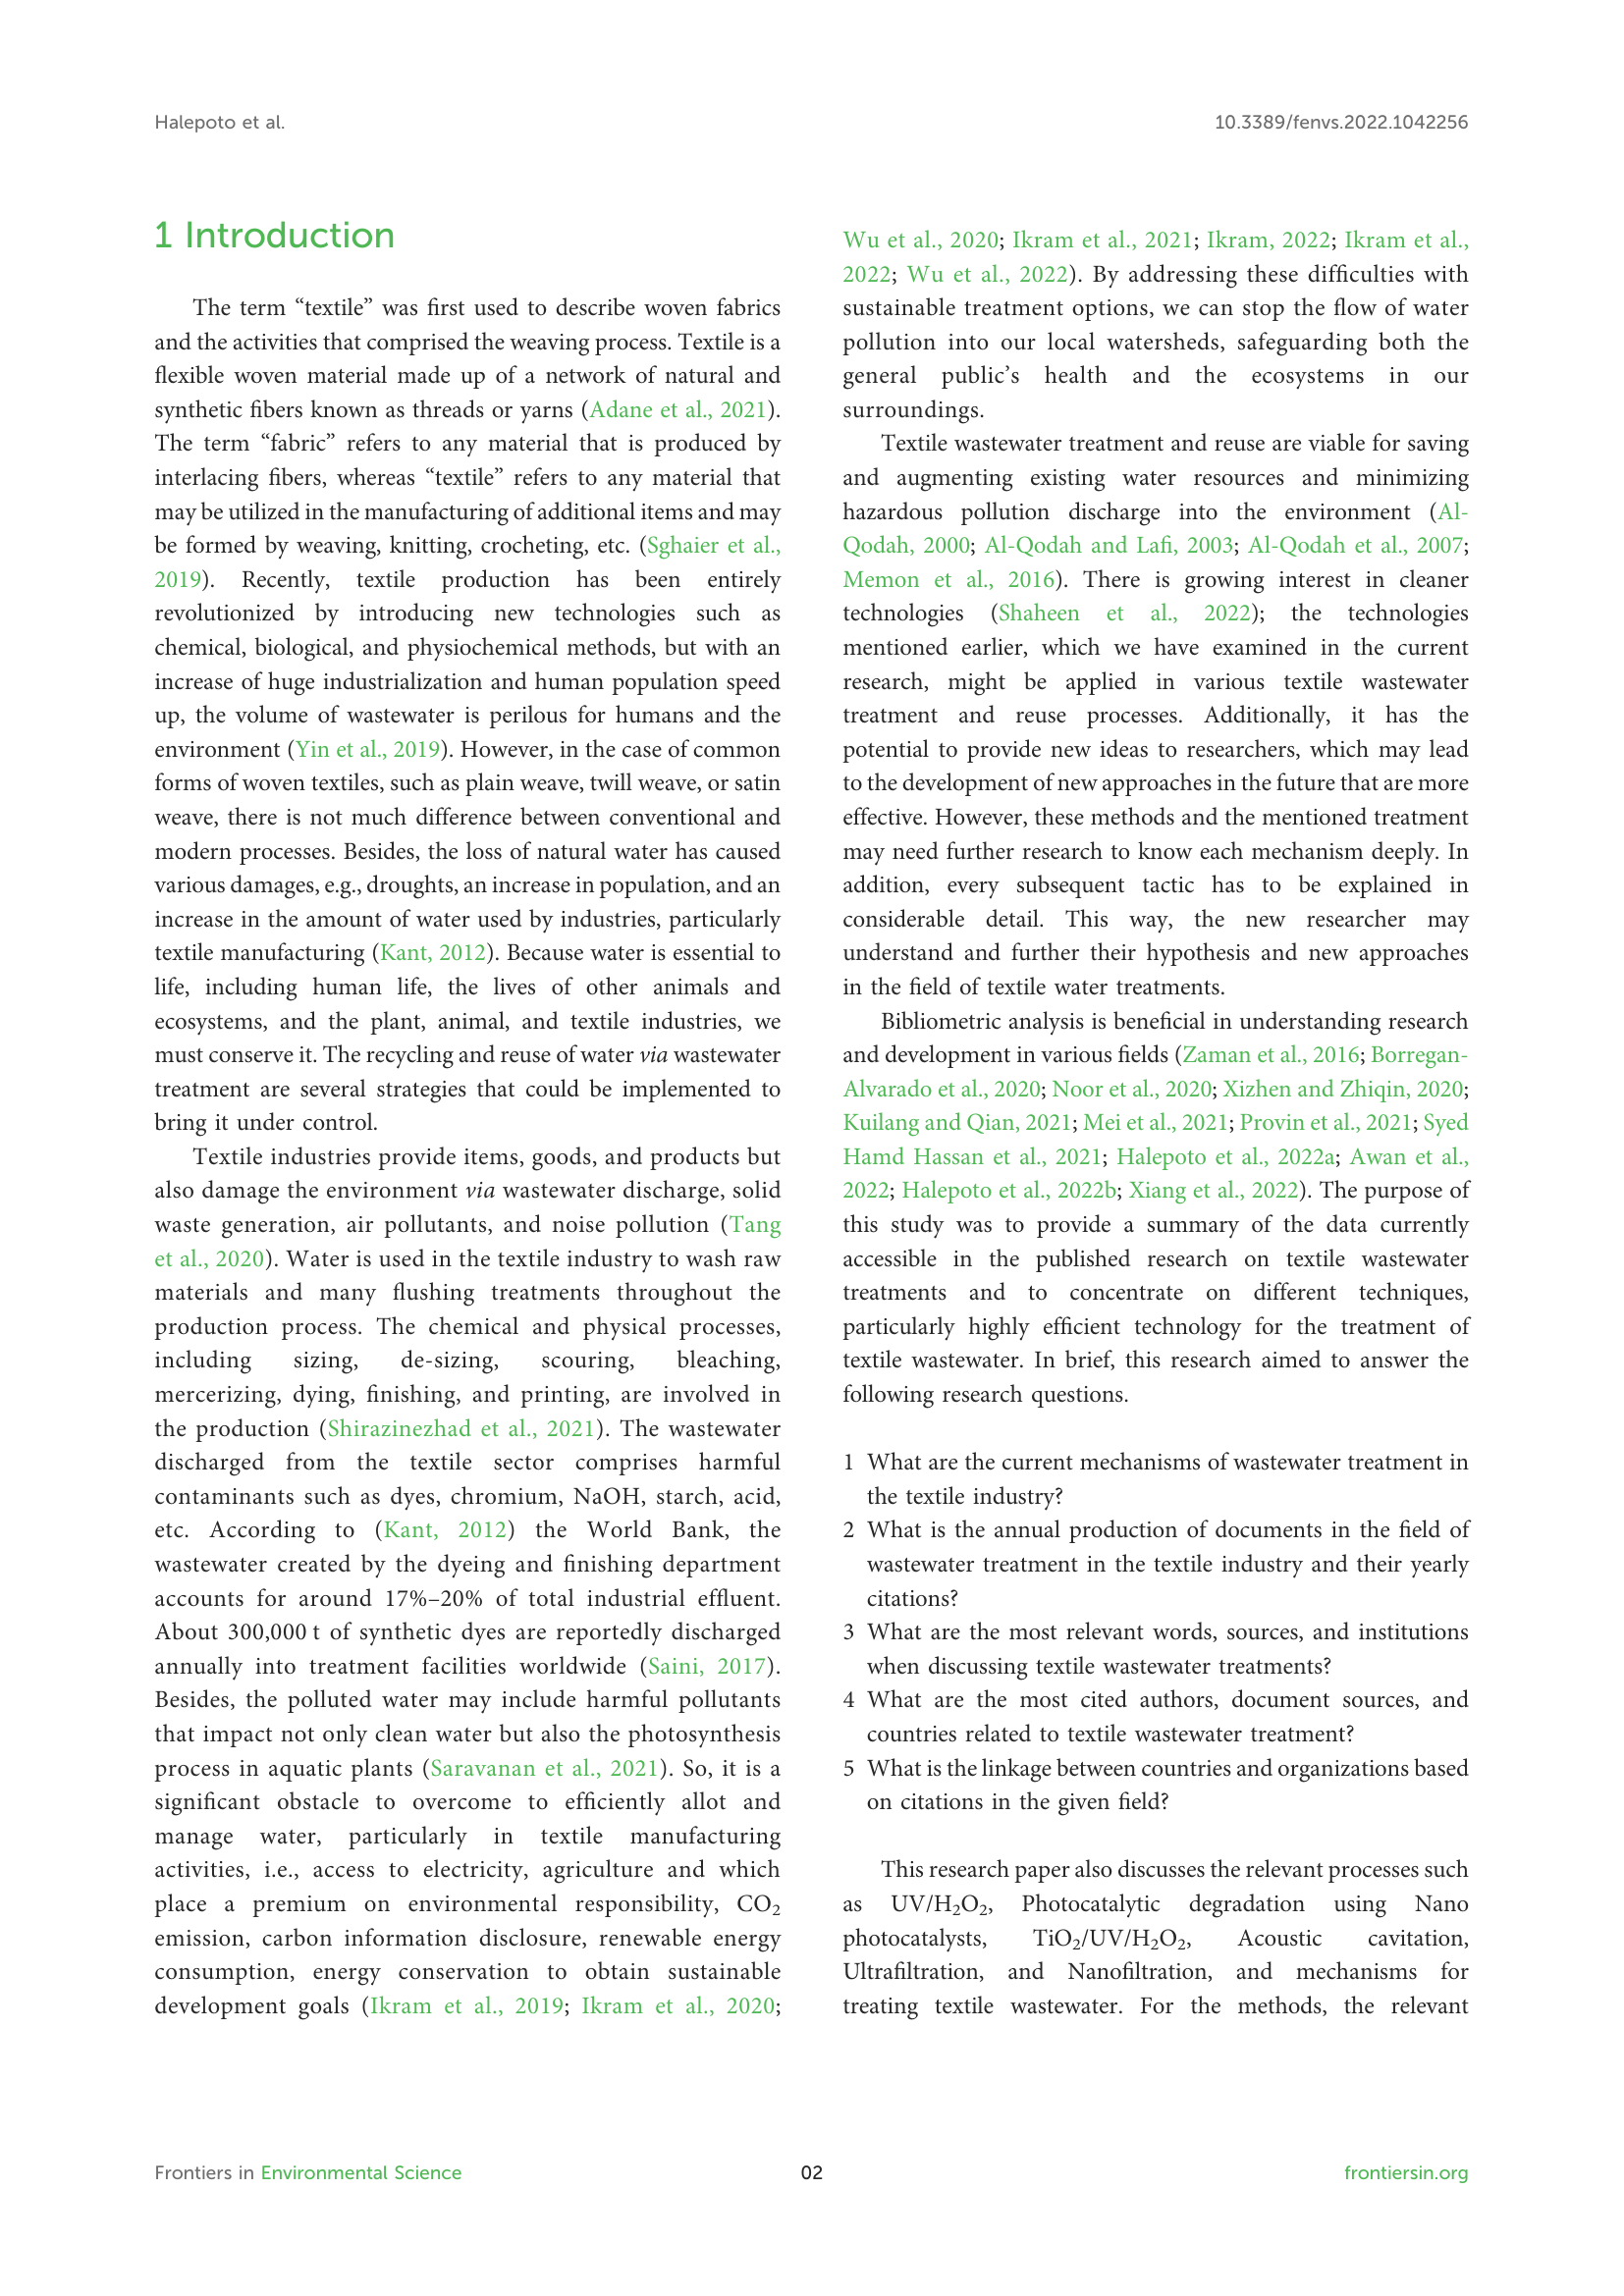 Halepoto et al.
10.3389/fenvs.2022.1042256
1 Introduction
The term “textile” was first used to describe woven fabrics
and the activities that comprised the weaving process. Textile is a
flexible woven material made up of a network of natural and
synthetic fibers known as threads or yarns (Adane et al., 2021).
The term “fabric” refers to any material that is produced by
interlacing fibers, whereas “textile” refers to any material that
may be utilized in the manufacturing of additional items and may
be formed by weaving, knitting, crocheting, etc. (Sghaier et al.,
2019). Recently, textile production has been entirely
revolutionized by introducing new technologies such as
chemical, biological, and physiochemical methods, but with an
increase of huge industrialization and human population speed
up, the volume of wastewater is perilous for humans and the
environment (Yin et al., 2019). However, in the case of common
forms of woven textiles, such as plain weave, twill weave, or satin
weave, there is not much difference between conventional and
modern processes. Besides, the loss of natural water has caused
various damages, e.g., droughts, an increase in population, and an
increase in the amount of water used by industries, particularly
textile manufacturing (Kant, 2012). Because water is essential to
life, including human life, the lives of other animals and
ecosystems, and the plant, animal, and textile industries, we
must conserve it. The recycling and reuse of water via wastewater
treatment are several strategies that could be implemented to
bring it under control.
Textile industries provide items, goods, and products but
also damage the environment via wastewater discharge, solid
waste generation, air pollutants, and noise pollution (Tang
et al., 2020). Water is used in the textile industry to wash raw
materials and many flushing treatments throughout the
production process. The chemical and physical processes,
including sizing, de-sizing, scouring, bleaching,
mercerizing, dying, finishing, and printing, are involved in
the production (Shirazinezhad et al., 2021). The wastewater
discharged from the textile sector comprises harmful
contaminants such as dyes, chromium, NaOH, starch, acid,
etc. According to (Kant, 2012) the World Bank, the
wastewater created by the dyeing and finishing department
accounts for around 17%–20% of total industrial effluent.
About 300,000 t of synthetic dyes are reportedly discharged
annually into treatment facilities worldwide (Saini, 2017).
Besides, the polluted water may include harmful pollutants
that impact not only clean water but also the photosynthesis
process in aquatic plants (Saravanan et al., 2021). So, it is a
significant obstacle to overcome to efficiently allot and
manage water, particularly in textile manufacturing
activities, i.e., access to electricity, agriculture and which
place a premium on environmental responsibility, CO₂
emission, carbon information disclosure, renewable energy
consumption, energy conservation to obtain sustainable
development goals (Ikram et al., 2019; Ikram et al., 2020;
Wu et al., 2020; Ikram et al., 2021; Ikram, 2022; Ikram et al.,
2022; Wu et al., 2022). By addressing these difficulties with
sustainable treatment options, we can stop the flow of water
pollution into our local watersheds, safeguarding both the
general public’s health and the ecosystems in our
surroundings.
Textile wastewater treatment and reuse are viable for saving
and augmenting existing water resources and minimizing
hazardous pollution discharge into the environment (Al-
Qodah, 2000; Al-Qodah and Lafi, 2003; Al-Qodah et al., 2007;
Memon et al., 2016). There is growing interest in cleaner
technologies (Shaheen et al., 2022); the technologies
mentioned earlier, which we have examined in the current
research, might be applied in various textile wastewater
treatment and reuse processes. Additionally, it has the
potential to provide new ideas to researchers, which may lead
to the development of new approaches in the future that are more
effective. However, these methods and the mentioned treatment
may need further research to know each mechanism deeply. In
addition, every subsequent tactic has to be explained in
considerable detail. This way, the new researcher may
understand and further their hypothesis and new approaches
in the field of textile water treatments.
Bibliometric analysis is beneficial in understanding research
and development in various fields (Zaman et al., 2016; Borregan-
Alvarado et al., 2020; Noor et al., 2020; Xizhen and Zhiqin, 2020;
Kuilang and Qian, 2021; Mei et al., 2021; Provin et al., 2021; Syed
Hamd Hassan et al., 2021; Halepoto et al., 2022a; Awan et al.,
2022; Halepoto et al., 2022b; Xiang et al., 2022). The purpose of
this study was to provide a summary of the data currently
accessible in the published research on textile wastewater
treatments and to concentrate on different techniques,
particularly highly efficient technology for the treatment of
textile wastewater. In brief, this research aimed to answer the
following research questions.
1 What are the current mechanisms of wastewater treatment in
the textile industry?
2 What is the annual production of documents in the field of
wastewater treatment in the textile industry and their yearly
citations?
3 What are the most relevant words, sources, and institutions
when discussing textile wastewater treatments?
4 What are the most cited authors, document sources, and
countries related to textile wastewater treatment?
5 What is the linkage between countries and organizations based
on citations in the given field?
This research paper also discusses the relevant processes such
as UV/H₂O₂, Photocatalytic degradation using Nano
photocatalysts, TiO₂/UV/H₂O₂, Acoustic cavitation,
Ultrafiltration, and Nanofiltration, and mechanisms for
treating textile wastewater. For the methods, the relevant
Frontiers in Environmental Science
02
frontiersin.org